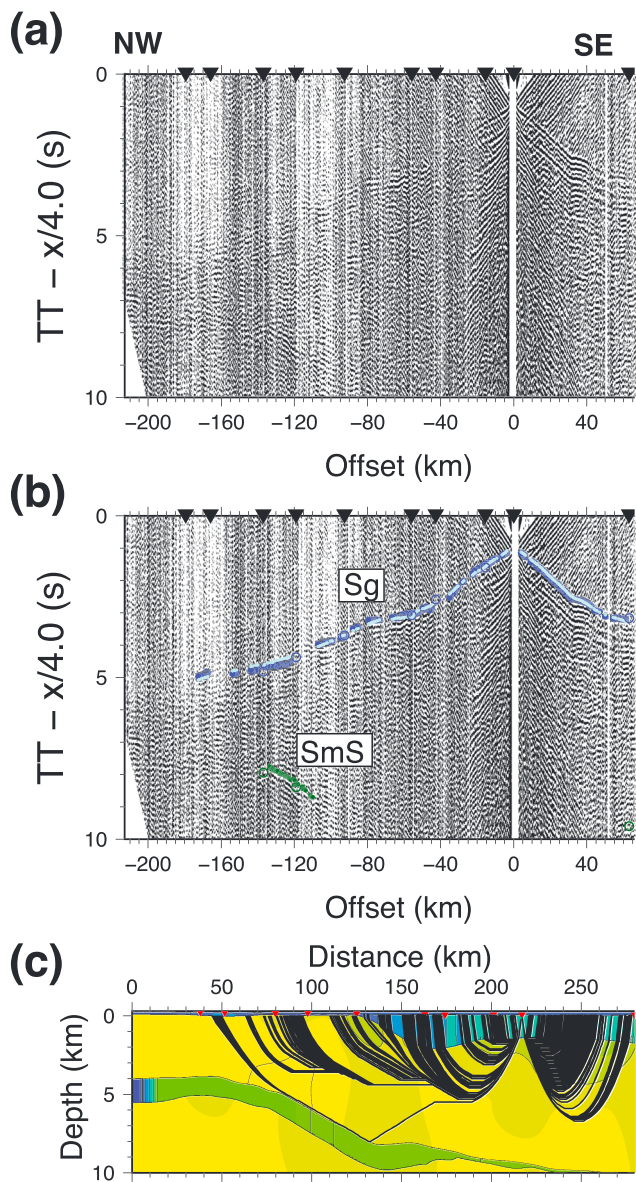 (a)
NW SE
0
5
10
TT − x/4.0 (s)
−200 −160 −120 −80 −40 0 40
Offset (km)
(b)
0
5
10
TT − x/4.0 (s)
Sg
SmS
−200 −160 −120 −80 −40 0 40
Offset (km)
(c)
Distance (km)
0 50 100 150 200 250
0
5
10
Depth (km)